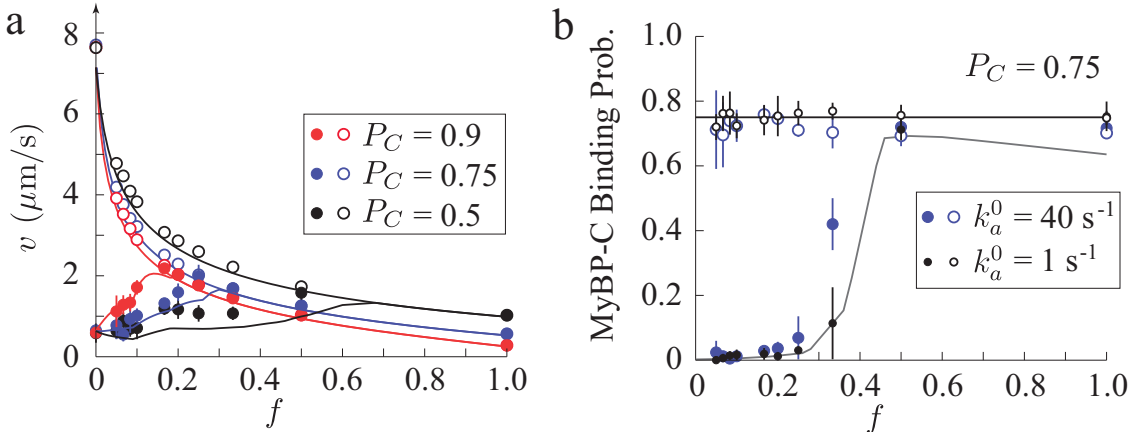 a
8
6
4
2
0
v (μm/s)
P_C = 0.9
P_C = 0.75
P_C = 0.5
0 0.2 0.4 0.6 0.8 1.0
f
b
1.0
0.8
0.6
0.4
0.2
0
MyBP-C Binding Prob.
P_C = 0.75
k_a^0 = 40 s^-1
k_a^0 = 1 s^-1
0 0.2 0.4 0.6 0.8 1.0
f